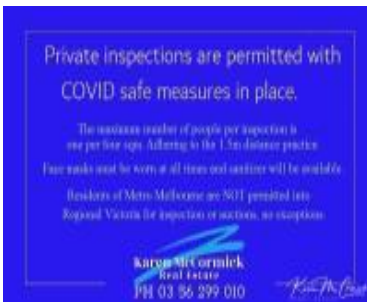 Private inspections are permitted with
COVID safe measures in place.
The maximum number of people per inspection is
one per four sqm. Adhering to the 1.5m distance practice
Face masks must be worn at all times and sanitizer will be available
Residents of Metro Melbourne are NOT permitted into
Regional Victoria for inspection or auctions, no exceptions
Karen McCormick
Real Estate
PH 03 56 299 010